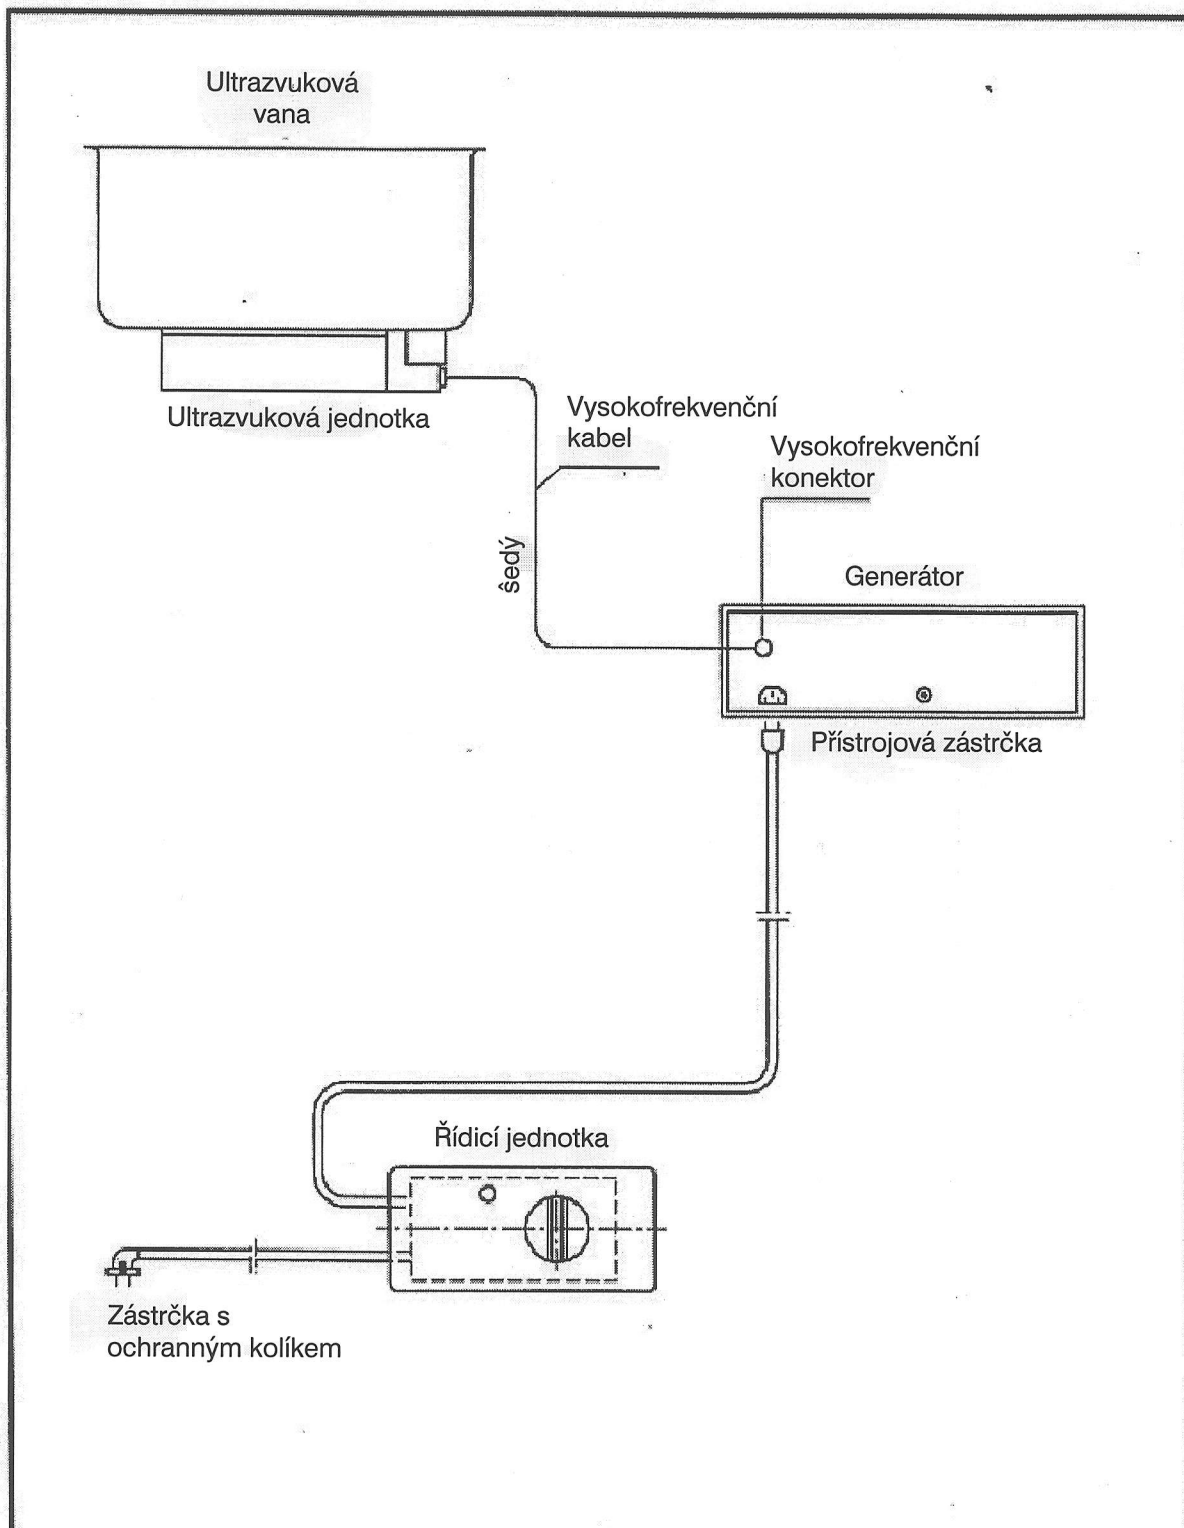 Ultrazvuková
vana
Ultrazvuková jednotka
Vysokofrekvenční
kabel
Vysokofrekvenční
konektor
šedý
Generátor
Přístrojová zástrčka
Řídicí jednotka
Zástrčka s
ochranným kolíkem